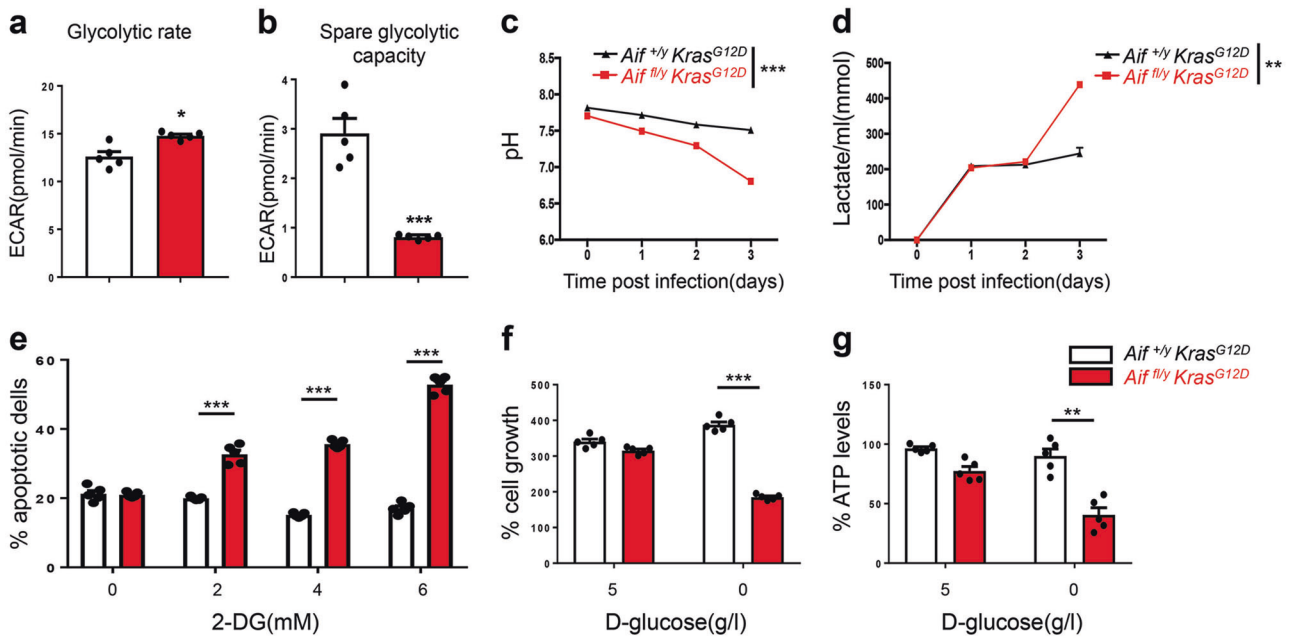 a
Glycolytic rate
ECAR(pmol/min)
20
15
10
5
0
*
b
Spare glycolytic
capacity
ECAR(pmol/min)
4
3
2
1
0
***
c
Aif +/y KrasG12D
Aif fl/y KrasG12D
***
pH
8.0
7.5
7.0
6.5
6.0
0 1 2 3
Time post infection(days)
d
Aif +/y KrasG12D
Aif fl/y KrasG12D
**
Lactate/ml(mmol)
500
400
300
200
100
0
0 1 2 3
Time post infection(days)
e
% apoptotic dells
60
40
20
0
*** *** ***
0 2 4 6
2-DG(mM)
f
% cell growth
500
400
300
200
100
0
***
5 0
D-glucose(g/l)
g
Aif +/y KrasG12D
Aif fl/y KrasG12D
% ATP levels
150
100
50
0
**
5 0
D-glucose(g/l)